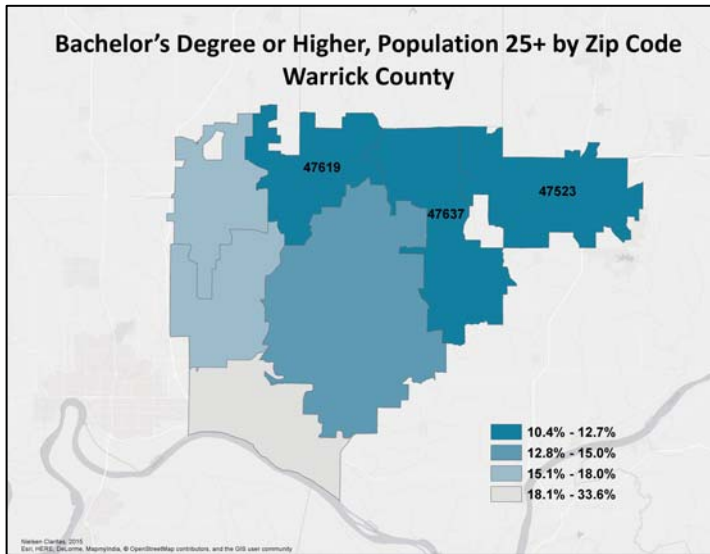 Bachelor's Degree or Higher, Population 25+ by Zip Code
Warrick County
47619
47523
47637
10.4% - 12.7%
12.8% - 15.0%
15.1% - 18.0%
18.1% - 33.6%
Nielsen Claritas, 2015
Esri, HERE, DeLorme, MapmyIndia, © OpenStreetMap contributors, and the GIS user community